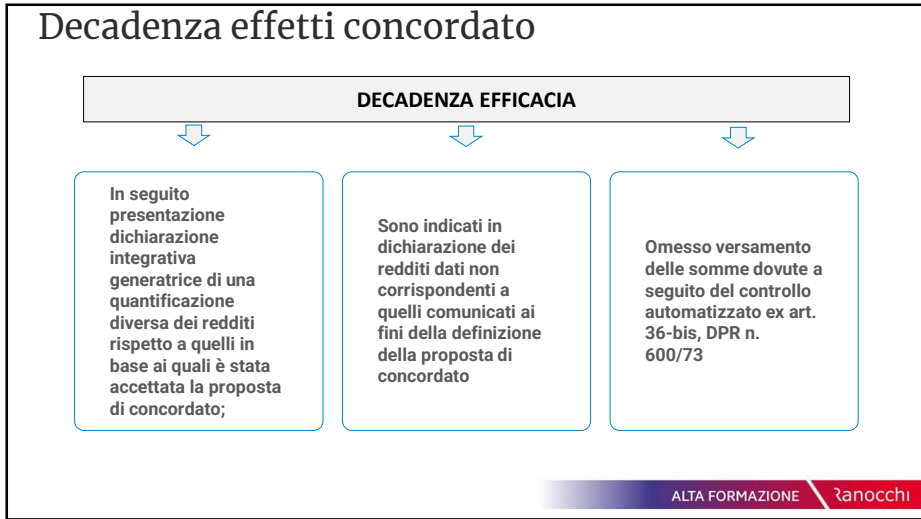 Decadenza effetti concordato
DECADENZA EFFICACIA
In seguito
presentazione
dichiarazione
integrativa
generatrice di una
quantificazione
diversa dei redditi
rispetto a quelli in
base ai quali è stata
accettata la proposta
di concordato;
Sono indicati in
dichiarazione dei
redditi dati non
corrispondenti a
quelli comunicati ai
fini della definizione
della proposta di
concordato
Omesso versamento
delle somme dovute a
seguito del controllo
automatizzato ex art.
36-bis, DPR n.
600/73
ALTA FORMAZIONE Ranocchi